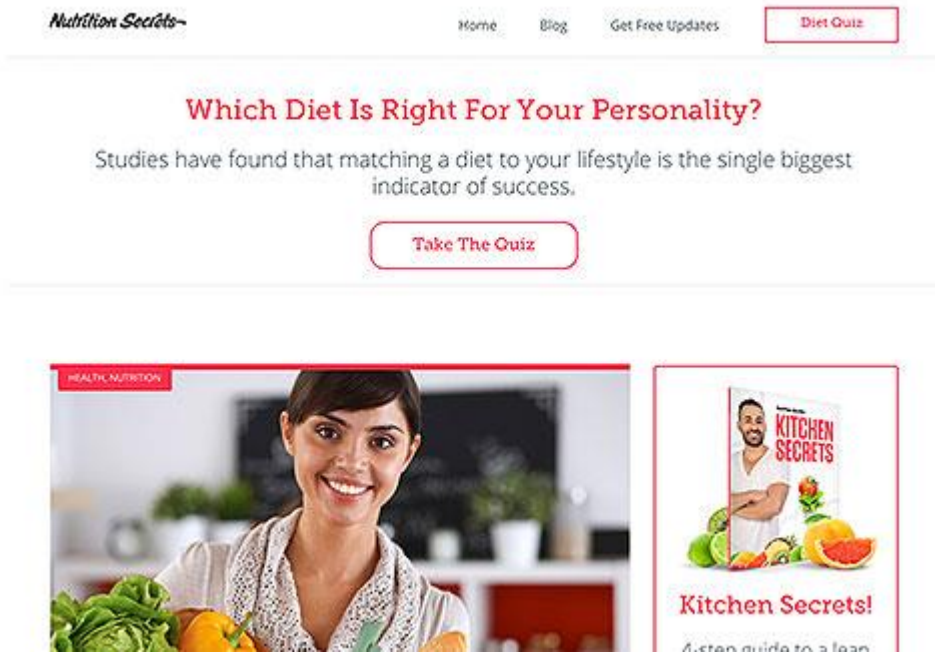 Nutrition Secrets
Home Blog Get Free Updates Diet Quiz
Which Diet Is Right For Your Personality?
Studies have found that matching a diet to your lifestyle is the single biggest
indicator of success.
Take The Quiz
HEALTH, NUTRITION
KITCHEN
SECRETS
Kitchen Secrets!
4-step guide to a lean